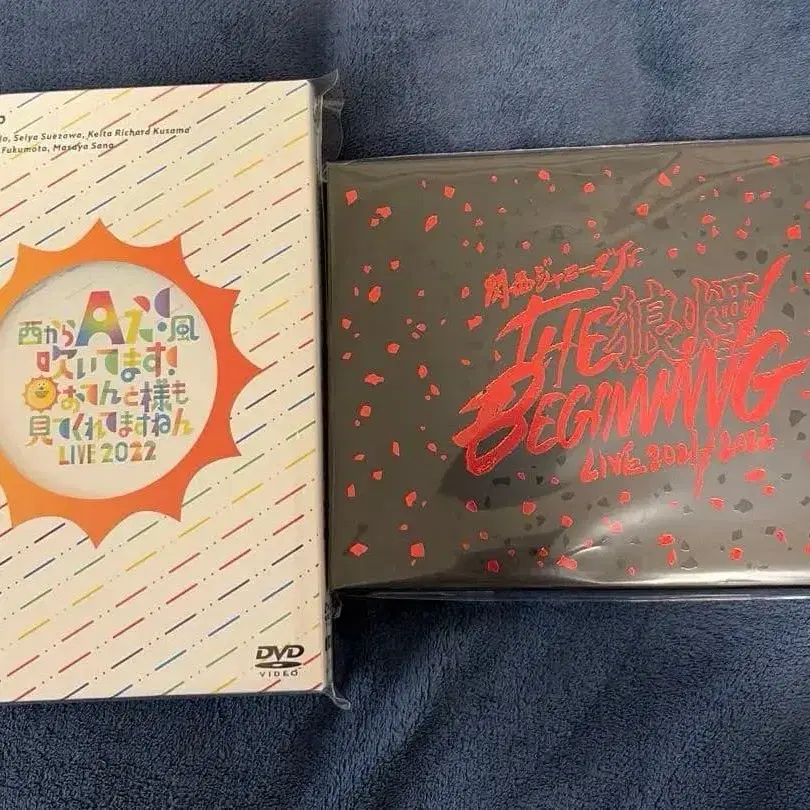 Seiya Suezawa, Keita Richard Kusama
Fukumoto, Masaya Sano
西からAぇ!風
吹いてます!
おてんと様も
見てくれてますねん
LIVE 2022
DVD
VIDEO
関西ジャニーズJr.
THE 狼煙
BEGINNING
LIVE 2021/2022